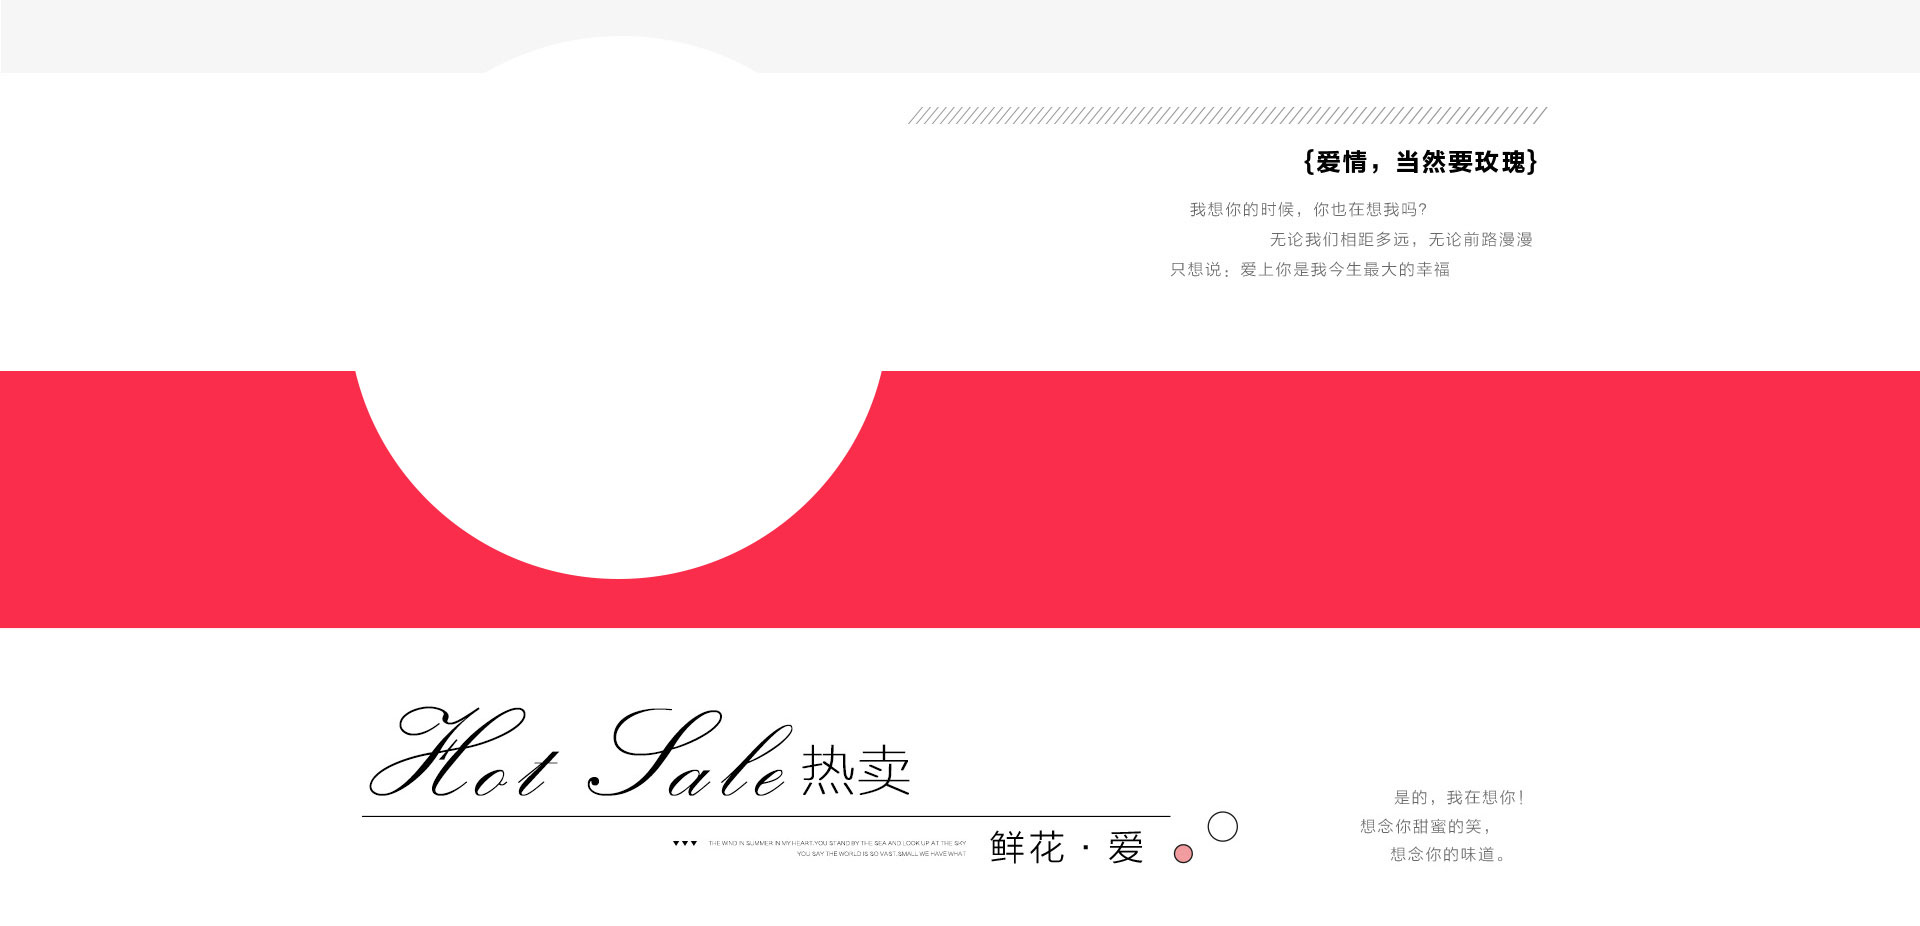 {爱情，当然要玫瑰}
我想你的时候，你也在想我吗？
无论我们相距多远，无论前路漫漫
只想说：爱上你是我今生最大的幸福
Hot Sale 热卖
THE WIND IN SUMMER IN MY HEART.YOU STAND BY THE SEA AND LOOK UP AT THE SKY
YOU SAY THE WORLD IS SO VAST.SMALL WE HAVE WHAT
鲜花·爱
是的，我在想你！
想念你甜蜜的笑，
想念你的味道。